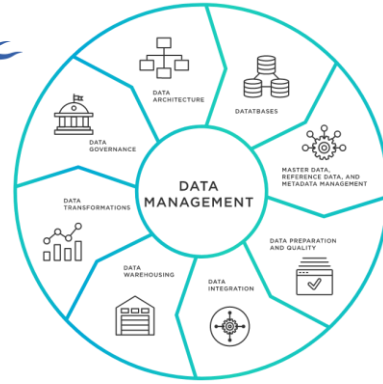 DATA
MANAGEMENT
DATA
ARCHITECTURE
DATATBASES
MASTER DATA,
REFERENCE DATA, AND
METADATA MANAGEMENT
DATA PREPARATION
AND QUALITY
DATA
INTEGRATION
DATA
WAREHOUSING
DATA
TRANSFORMATIONS
DATA
GOVERNANCE